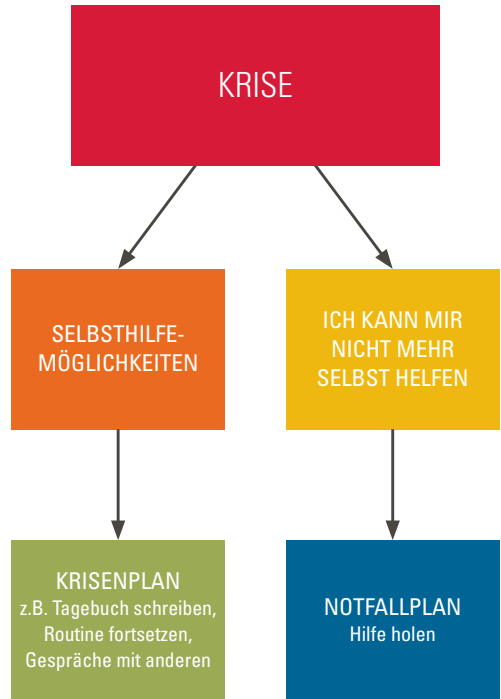 KRISE
SELBSTHILFE-
MÖGLICHKEITEN
ICH KANN MIR
NICHT MEHR
SELBST HELFEN
KRISENPLAN
z.B. Tagebuch schreiben,
Routine fortsetzen,
Gespräche mit anderen
NOTFALLPLAN
Hilfe holen